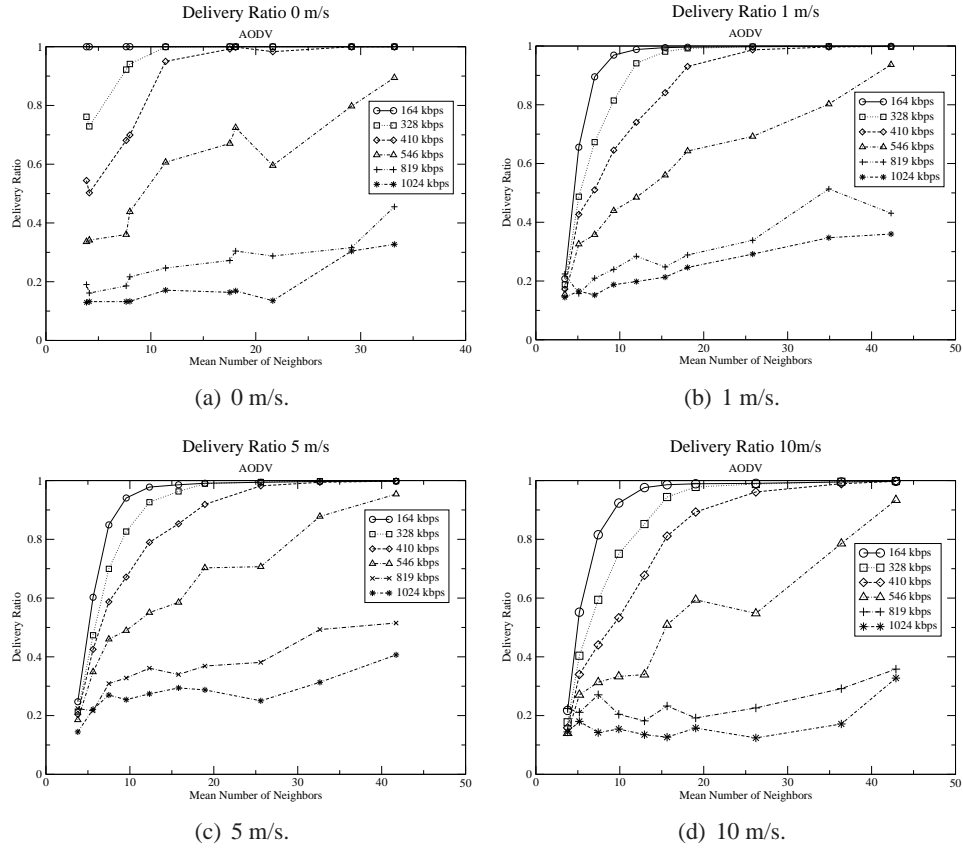 Delivery Ratio 0 m/s
AODV
1
0.8
0.6
0.4
0.2
0
Delivery Ratio
164 kbps
328 kbps
410 kbps
546 kbps
819 kbps
1024 kbps
0 10 20 30 40
Mean Number of Neighbors
(a) 0 m/s.
Delivery Ratio 1 m/s
AODV
1
0.8
0.6
0.4
0.2
0
Delivery Ratio
164 kbps
328 kbps
410 kbps
546 kbps
819 kbps
1024 kbps
0 10 20 30 40 50
Mean Number of Neighbors
(b) 1 m/s.
Delivery Ratio 5 m/s
AODV
1
0.8
0.6
0.4
0.2
0
Delivery Ratio
164 kbps
328 kbps
410 kbps
546 kbps
819 kbps
1024 kbps
0 10 20 30 40 50
Mean Number of Neighbors
(c) 5 m/s.
Delivery Ratio 10m/s
AODV
1
0.8
0.6
0.4
0.2
0
Delivery Ratio
164 kbps
328 kbps
410 kbps
546 kbps
819 kbps
1024 kbps
0 10 20 30 40 50
Mean Number of Neighbors
(d) 10 m/s.